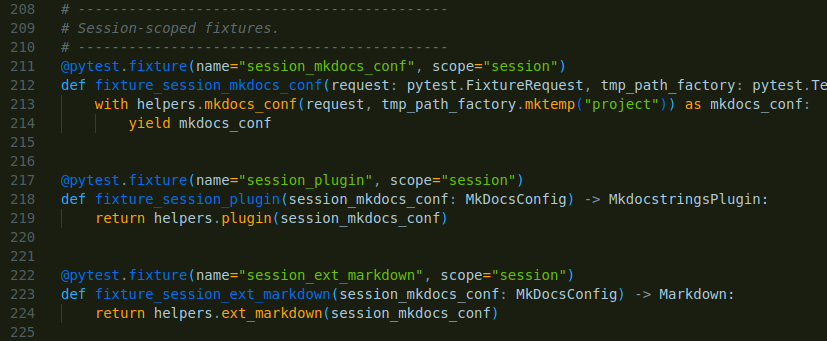 208 # --------------------------------------------
209 # Session-scoped fixtures.
210 # --------------------------------------------
211 @pytest.fixture(name="session_mkdocs_conf", scope="session")
212 def fixture_session_mkdocs_conf(request: pytest.FixtureRequest, tmp_path_factory: pytest.Te
213     with helpers.mkdocs_conf(request, tmp_path_factory.mktemp("project")) as mkdocs_conf:
214         yield mkdocs_conf
215
216
217 @pytest.fixture(name="session_plugin", scope="session")
218 def fixture_session_plugin(session_mkdocs_conf: MkDocsConfig) -> MkdocstringsPlugin:
219     return helpers.plugin(session_mkdocs_conf)
220
221
222 @pytest.fixture(name="session_ext_markdown", scope="session")
223 def fixture_session_ext_markdown(session_mkdocs_conf: MkDocsConfig) -> Markdown:
224     return helpers.ext_markdown(session_mkdocs_conf)
225